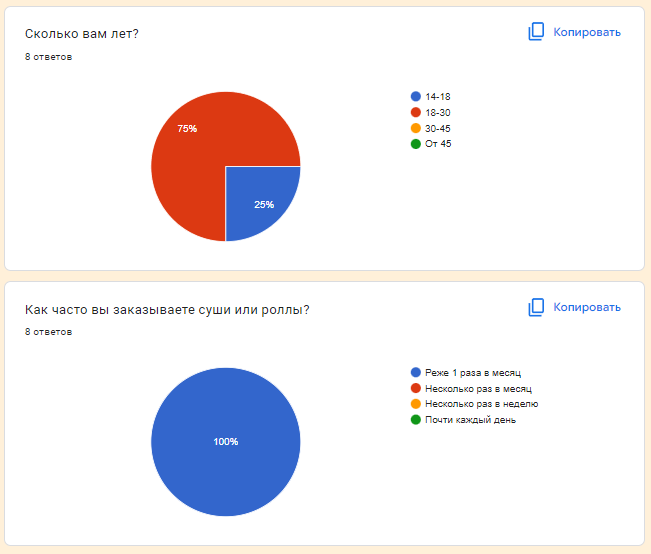 Сколько вам лет?
Копировать
8 ответов
14-18
18-30
30-45
От 45
75%
25%
Как часто вы заказываете суши или роллы?
Копировать
8 ответов
Реже 1 раза в месяц
Несколько раз в месяц
Несколько раз в неделю
Почти каждый день
100%